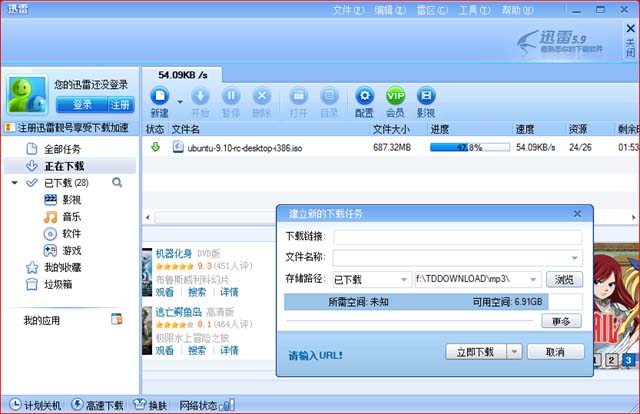 迅雷
文件(F) 编辑(E) 雷区(C) 工具(T) 帮助(H)
迅雷5.9
最熟悉你的下载软件
关闭
您的迅雷还没登录
登录 注册
注册迅雷靓号享受下载加速
54.09KB /s
新建 开始 暂停 删除 打开 目录 配置 会员 影视
VIP
状态 文件名 文件大小 进度 速度 资源 剩余
ubuntu-9.10-rc-desktop-i386.iso 687.32MB 47.8% 54.09KB/s 24/26 01:53
全部任务
正在下载
已下载 (28)
影视
音乐
软件
游戏
我的收藏
垃圾箱
我的应用
机器化身 DVD版
9.3 (451人评)
布鲁斯威利科幻片
观看 搜索 详情
逃亡鳄鱼岛 高清版
8.1 (464人评)
极限水上冒险之旅
观看 搜索 详情
建立新的下载任务
下载链接:
文件名称:
存储路径: 已下载 f:\TDDOWNLOAD\mp3\ 浏览
所需空间: 未知 可用空间: 6.91GB
更多
请输入URL!
立即下载 取消
1 2 3
计划关机 高速下载 换肤 网络状态